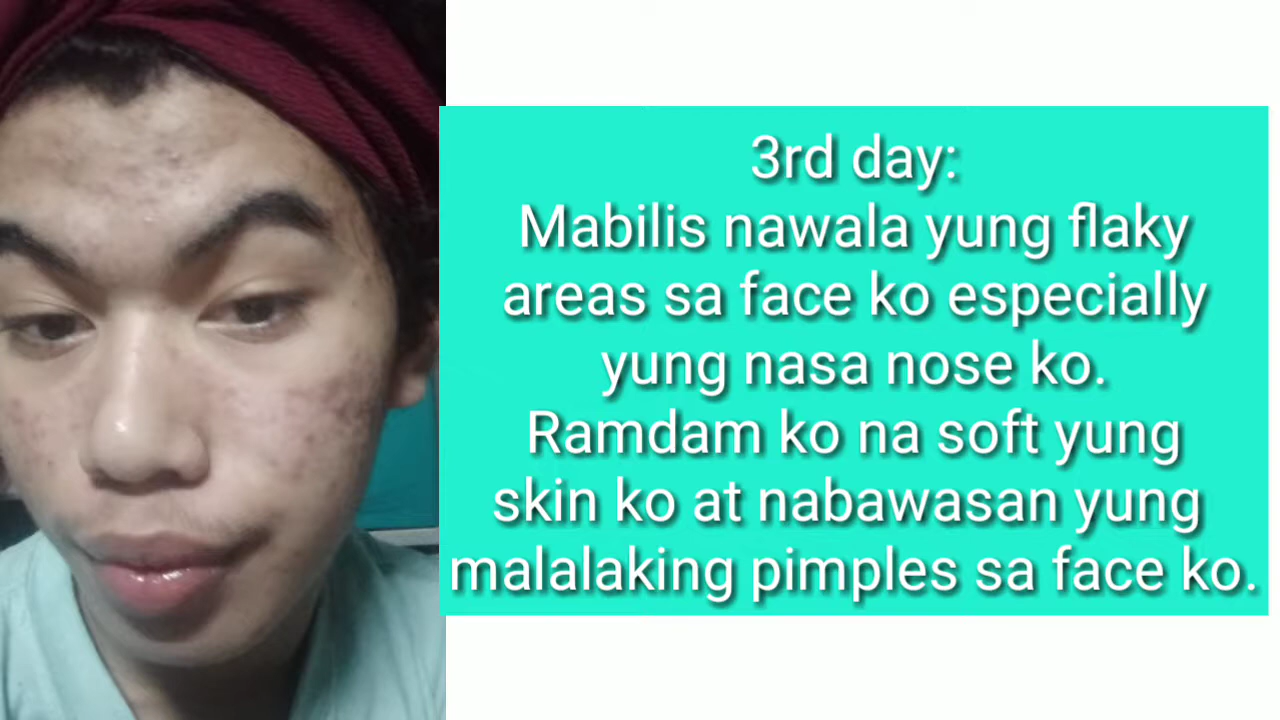 3rd day:
Mabilis nawala yung flaky
areas sa face ko especially
yung nasa nose ko.
Ramdam ko na soft yung
skin ko at nabawasan yung
malalaking pimples sa face ko.